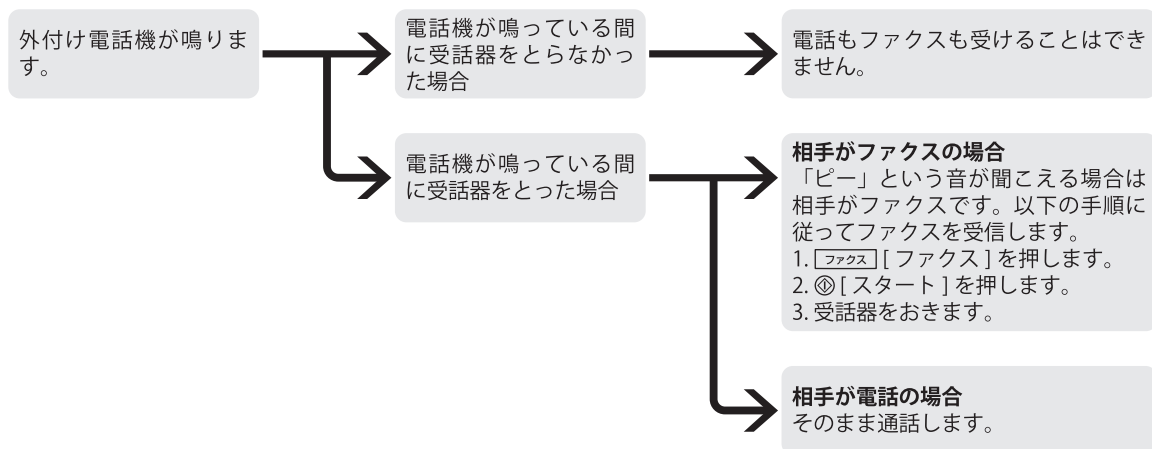 外付け電話機が鳴りま
す。
電話機が鳴っている間
に受話器をとらなかっ
た場合
電話もファクスも受けることはでき
ません。
電話機が鳴っている間
に受話器をとった場合
相手がファクスの場合
「ピー」という音が聞こえる場合は
相手がファクスです。以下の手順に
従ってファクスを受信します。
1. ファクス [ ファクス ] を押します。
2. [ スタート ] を押します。
3. 受話器をおきます。
相手が電話の場合
そのまま通話します。